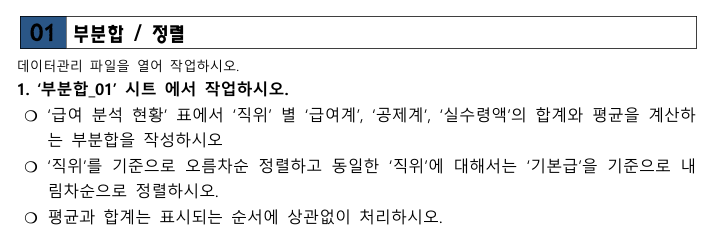 01 부분합 / 정렬
데이터관리 파일을 열어 작업하시오.
1. ‘부분합_01’ 시트 에서 작업하시오.
❍ ‘급여 분석 현황’ 표에서 ‘직위’ 별 ‘급여계’, ‘공제계’, ‘실수령액’의 합계와 평균을 계산하
는 부분합을 작성하시오
❍ ‘직위’를 기준으로 오름차순 정렬하고 동일한 ‘직위’에 대해서는 ‘기본급’을 기준으로 내
림차순으로 정렬하시오.
❍ 평균과 합계는 표시되는 순서에 상관없이 처리하시오.